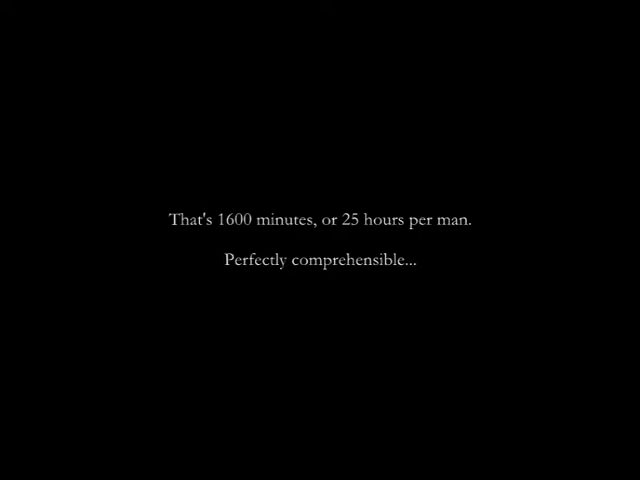 That's 1600 minutes, or 25 hours per man.
Perfectly comprehensible...